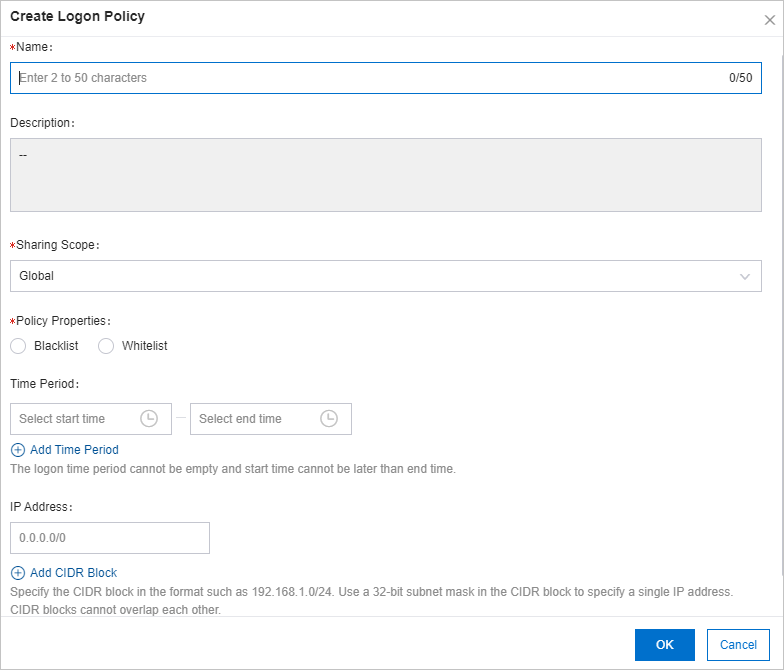 Create Logon Policy
*Name:
Enter 2 to 50 characters
0/50
Description:
--
*Sharing Scope:
Global
*Policy Properties:
Blacklist Whitelist
Time Period:
Select start time Select end time
Add Time Period
The logon time period cannot be empty and start time cannot be later than end time.
IP Address:
0.0.0.0/0
Add CIDR Block
Specify the CIDR block in the format such as 192.168.1.0/24. Use a 32-bit subnet mask in the CIDR block to specify a single IP address.
CIDR blocks cannot overlap each other.
OK Cancel